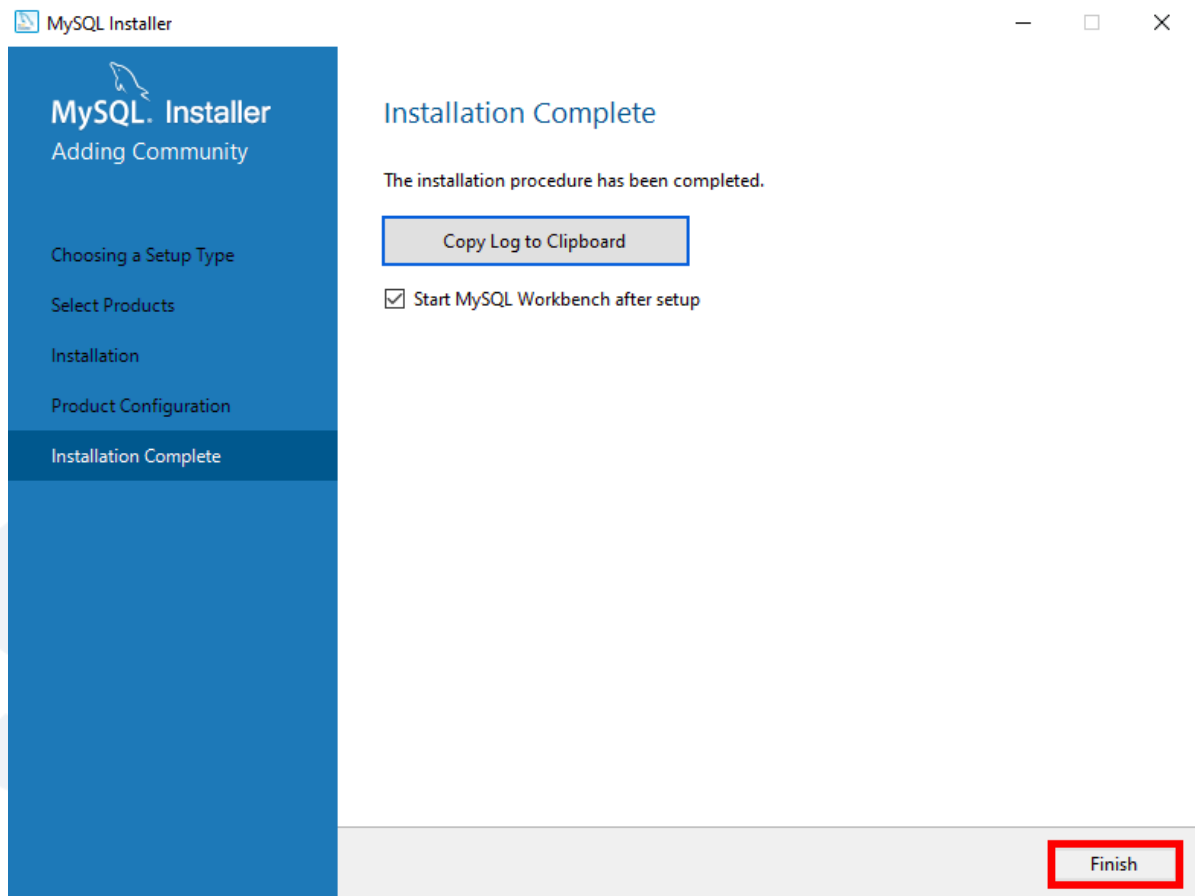 MySQL Installer
MySQL. Installer
Adding Community
Choosing a Setup Type
Select Products
Installation
Product Configuration
Installation Complete
Installation Complete
The installation procedure has been completed.
Copy Log to Clipboard
Start MySQL Workbench after setup
Finish